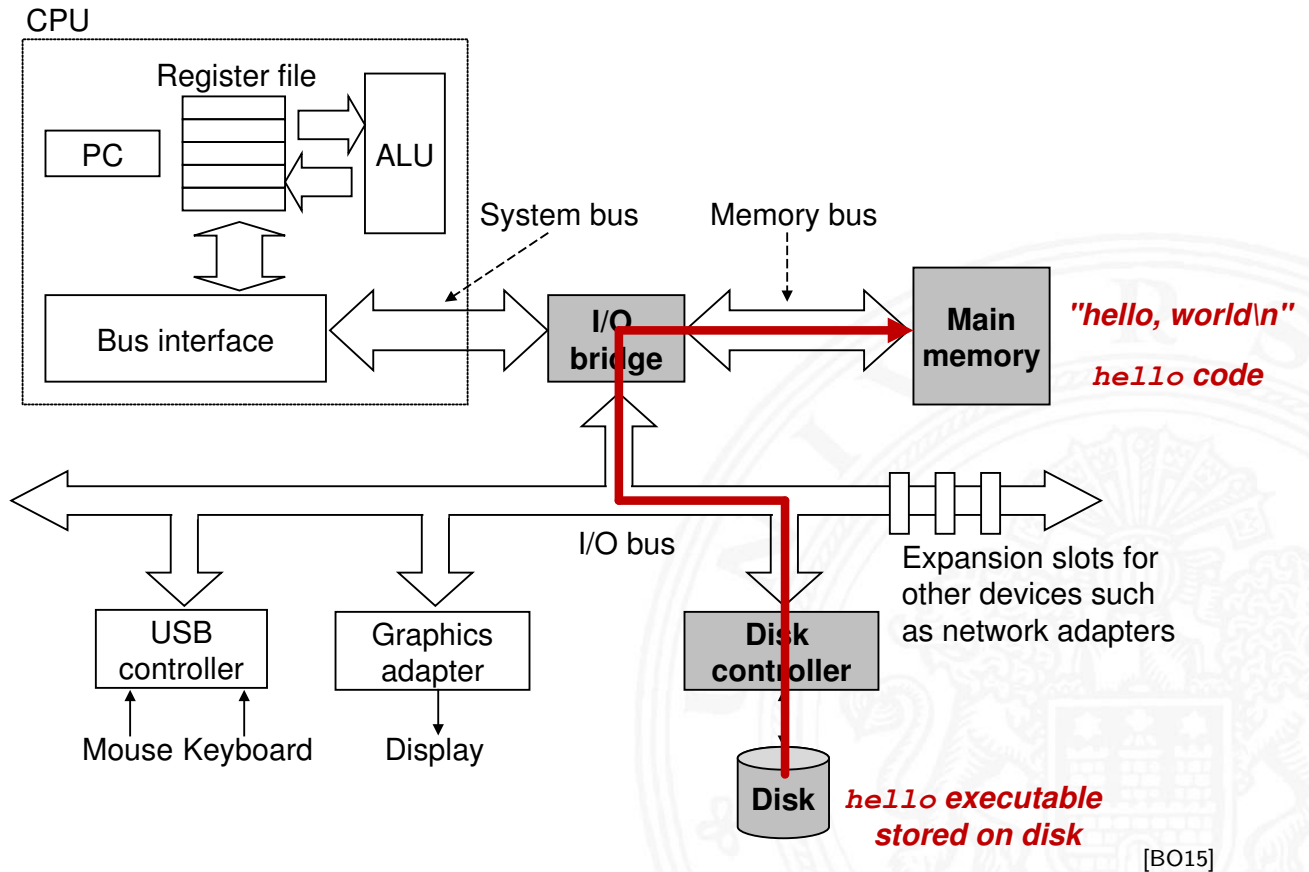 CPU
Register file
PC
ALU
System bus
Memory bus
Bus interface
I/O
bridge
Main
memory
"hello, world\n"
hello code
I/O bus
Expansion slots for
other devices such
as network adapters
USB
controller
Graphics
adapter
Disk
controller
Mouse Keyboard
Display
Disk
hello executable
stored on disk
[BO15]